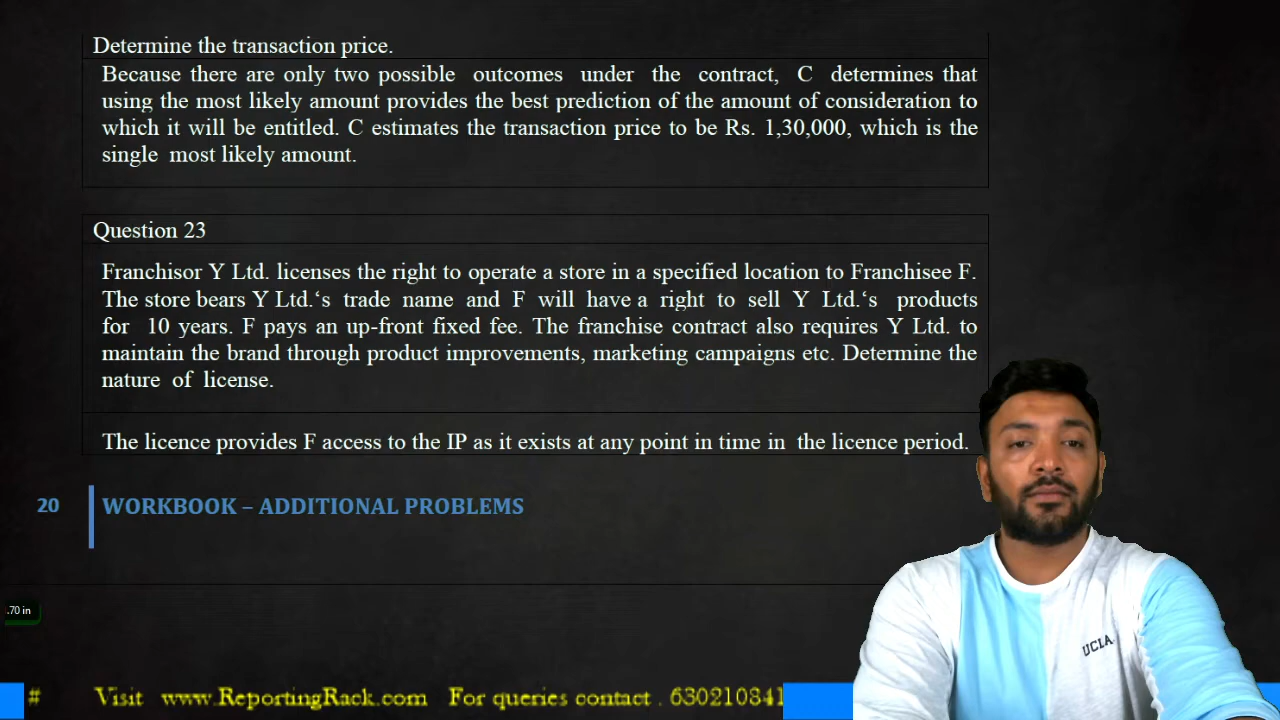 Determine the transaction price.
Because there are only two possible outcomes under the contract, C determines that
using the most likely amount provides the best prediction of the amount of consideration to
which it will be entitled. C estimates the transaction price to be Rs. 1,30,000, which is the
single most likely amount.
Question 23
Franchisor Y Ltd. licenses the right to operate a store in a specified location to Franchisee F.
The store bears Y Ltd.‘s trade name and F will have a right to sell Y Ltd.‘s products
for 10 years. F pays an up-front fixed fee. The franchise contract also requires Y Ltd. to
maintain the brand through product improvements, marketing campaigns etc. Determine the
nature of license.
The licence provides F access to the IP as it exists at any point in time in the licence period.
20 WORKBOOK – ADDITIONAL PROBLEMS
.70 in
UCLA
# Visit www.ReportingRack.com For queries contact . 630210841